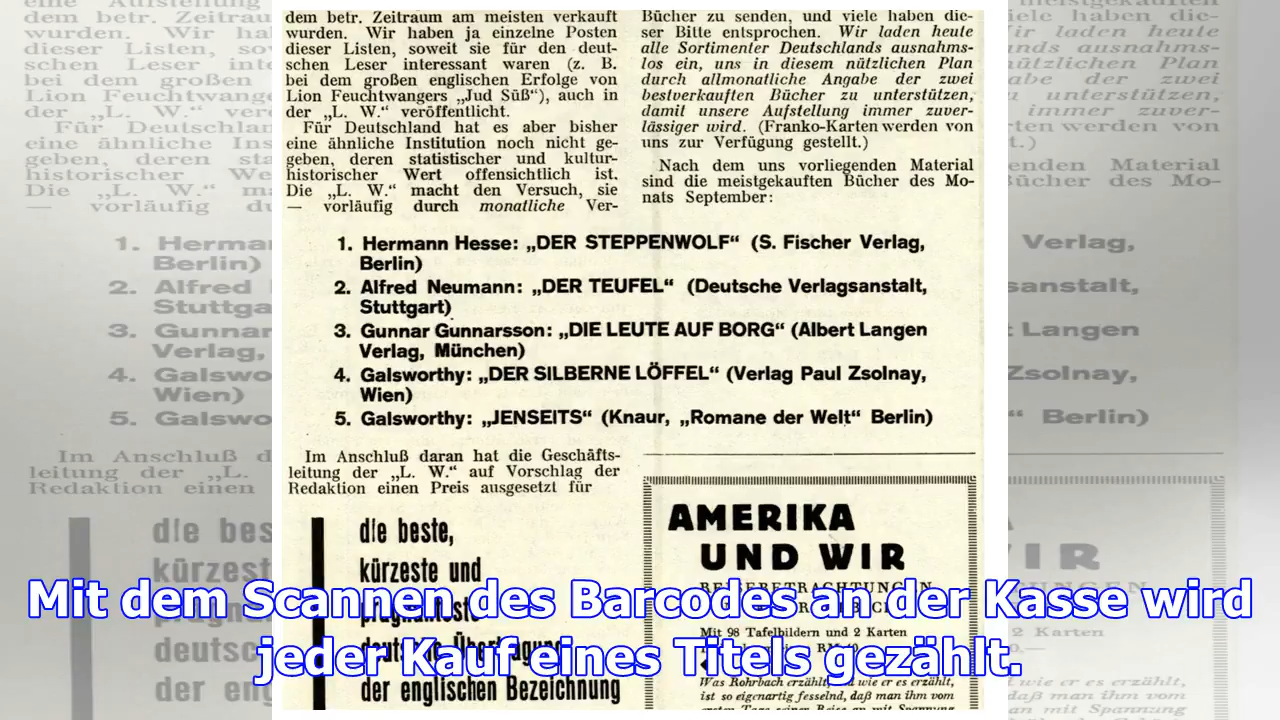 dem betr. Zeitraum am meisten verkauft
wurden. Wir haben ja einzelne Posten
dieser Listen, soweit sie für den deut-
schen Leser interessant waren (z. B.
bei dem großen englischen Erfolge von
Lion Feuchtwangers „Jud Süß“), auch in
der „L. W.“ veröffentlicht.
Für Deutschland hat es aber bisher
eine ähnliche Institution noch nicht ge-
geben, deren statistischer und kultur-
historischer Wert offensichtlich ist.
Die „L. W.“ macht den Versuch, sie
— vorläufig durch monatliche Ver-
Bücher zu senden, und viele haben die-
ser Bitte entsprochen. Wir laden heute
alle Sortimenter Deutschlands ausnahms-
los ein, uns in diesem nützlichen Plan
durch allmonatliche Angabe der zwei
bestverkauften Bücher zu unterstützen,
damit unsere Aufstellung immer zuver-
lässiger wird. (Franko-Karten werden von
uns zur Verfügung gestellt.)
Nach dem uns vorliegenden Material
sind die meistgekauften Bücher des Mo-
nats September:
1. Hermann Hesse: „DER STEPPENWOLF“ (S. Fischer Verlag,
Berlin)
2. Alfred Neumann: „DER TEUFEL“ (Deutsche Verlagsanstalt,
Stuttgart)
3. Gunnar Gunnarsson: „DIE LEUTE AUF BORG“ (Albert Langen
Verlag, München)
4. Galsworthy: „DER SILBERNE LÖFFEL“ (Verlag Paul Zsolnay,
Wien)
5. Galsworthy: „JENSEITS“ (Knaur, „Romane der Welt“ Berlin)
Im Anschluß daran hat die Geschäfts-
leitung der „L. W.“ auf Vorschlag der
Redaktion einen Preis ausgesetzt für
die beste,
kürzeste und
prägnanteste
deutsche Übertragung
der englischen Bezeichnung
AMERIKA
UND WIR
Mit 98 Tafelbildern und 2 Karten
Was Rohrbach erzählt, und wie er es erzählt,
ist so eigenartig fesselnd, daß man ihm vom
Mit dem Scannen des Barcodes an der Kasse wird
jeder Kauf eines Titels gezählt.